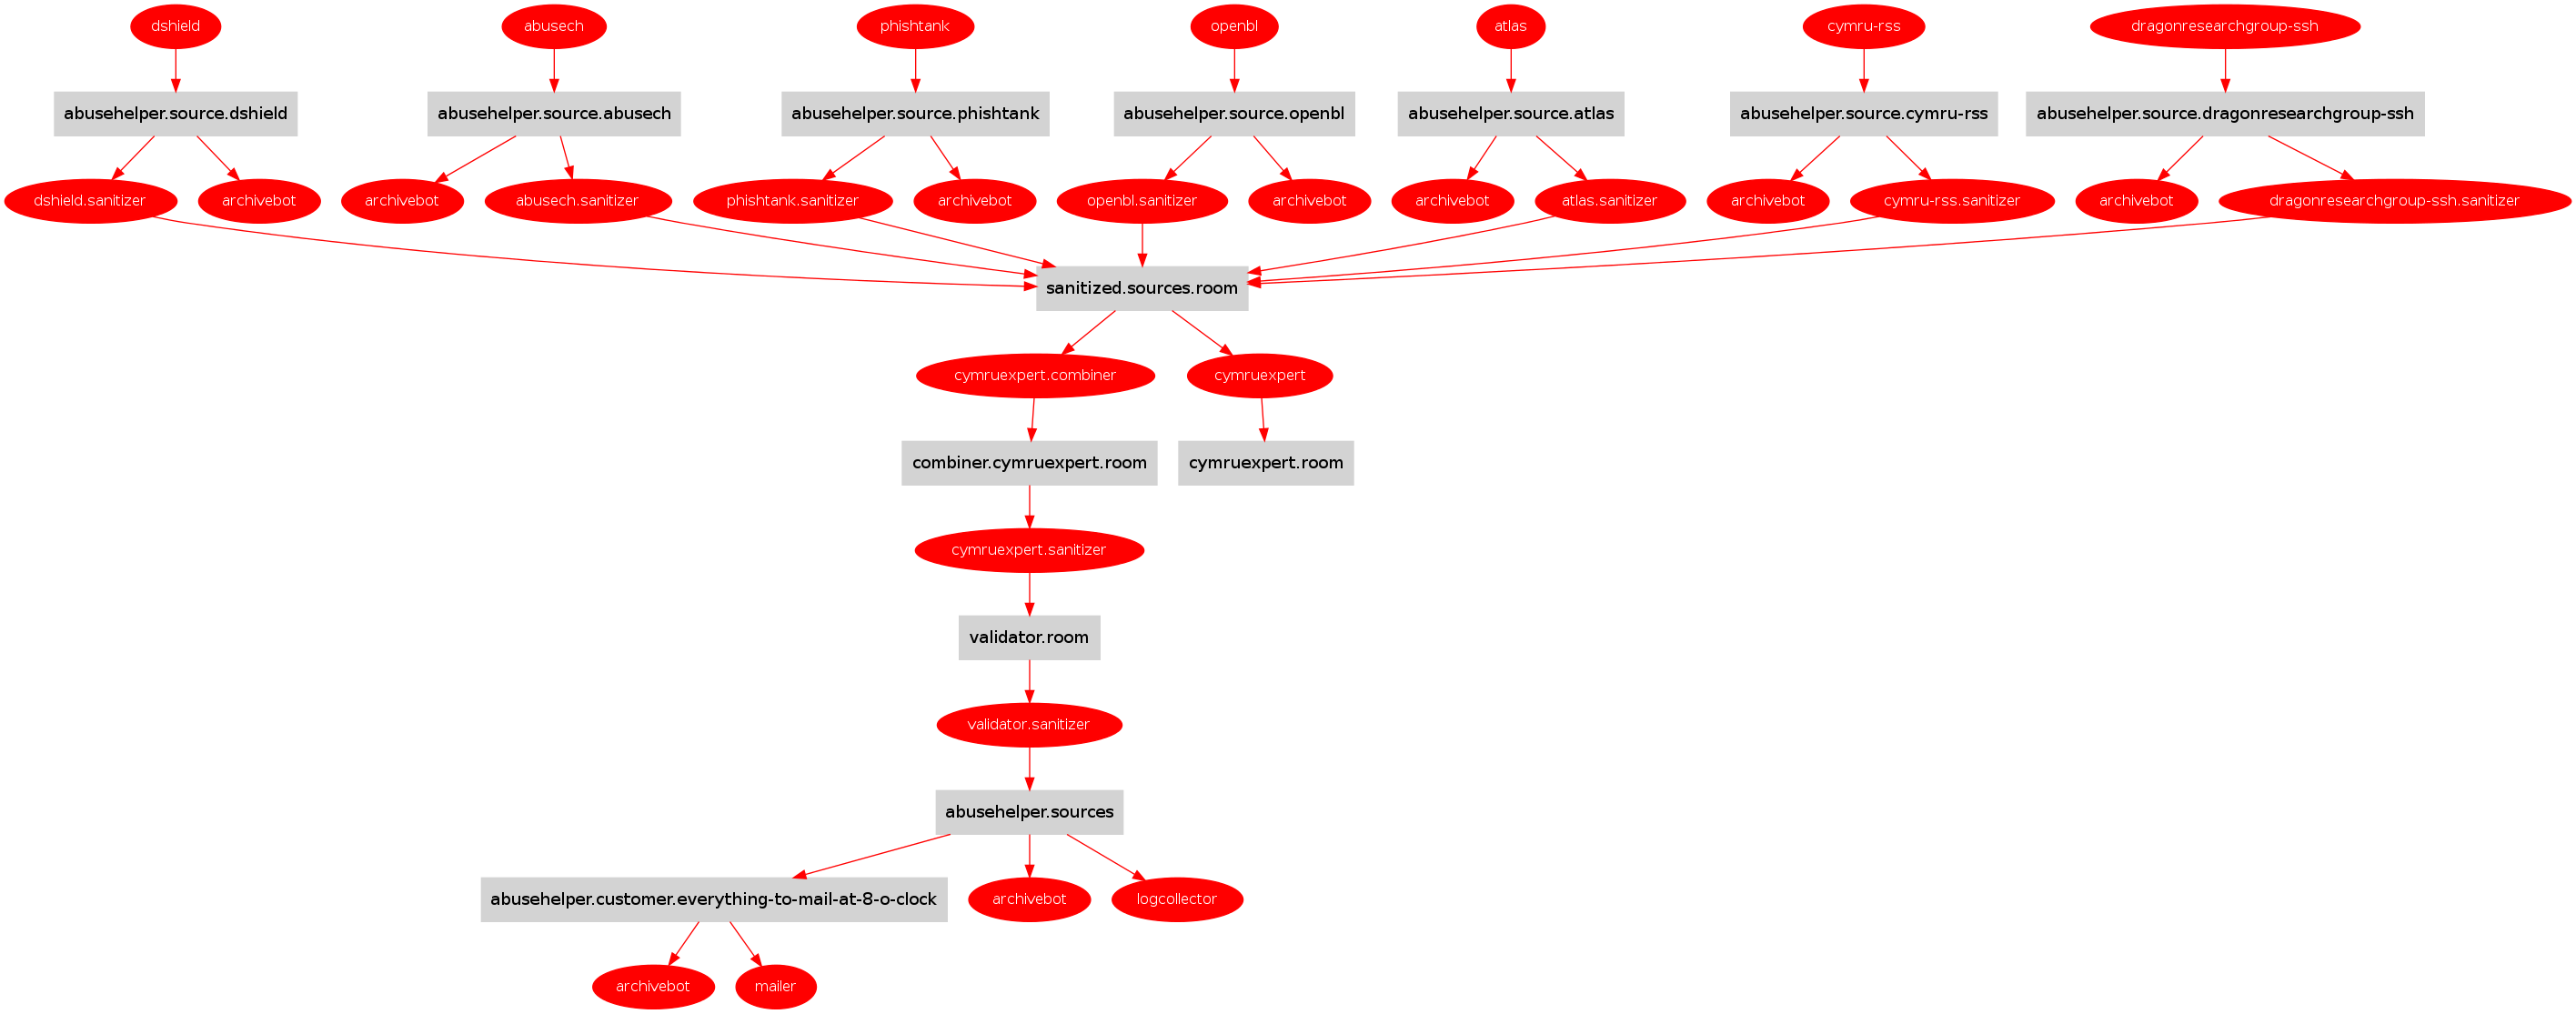 dshield
abusech
phishtank
openbl
atlas
cymru-rss
dragonresearchgroup-ssh
abusehelper.source.dshield
abusehelper.source.abusech
abusehelper.source.phishtank
abusehelper.source.openbl
abusehelper.source.atlas
abusehelper.source.cymru-rss
abusehelper.source.dragonresearchgroup-ssh
dshield.sanitizer
archivebot
archivebot
abusech.sanitizer
phishtank.sanitizer
archivebot
openbl.sanitizer
archivebot
archivebot
atlas.sanitizer
archivebot
cymru-rss.sanitizer
archivebot
dragonresearchgroup-ssh.sanitizer
sanitized.sources.room
cymruexpert.combiner
cymruexpert
combiner.cymruexpert.room
cymruexpert.room
cymruexpert.sanitizer
validator.room
validator.sanitizer
abusehelper.sources
abusehelper.customer.everything-to-mail-at-8-o-clock
archivebot
logcollector
archivebot
mailer